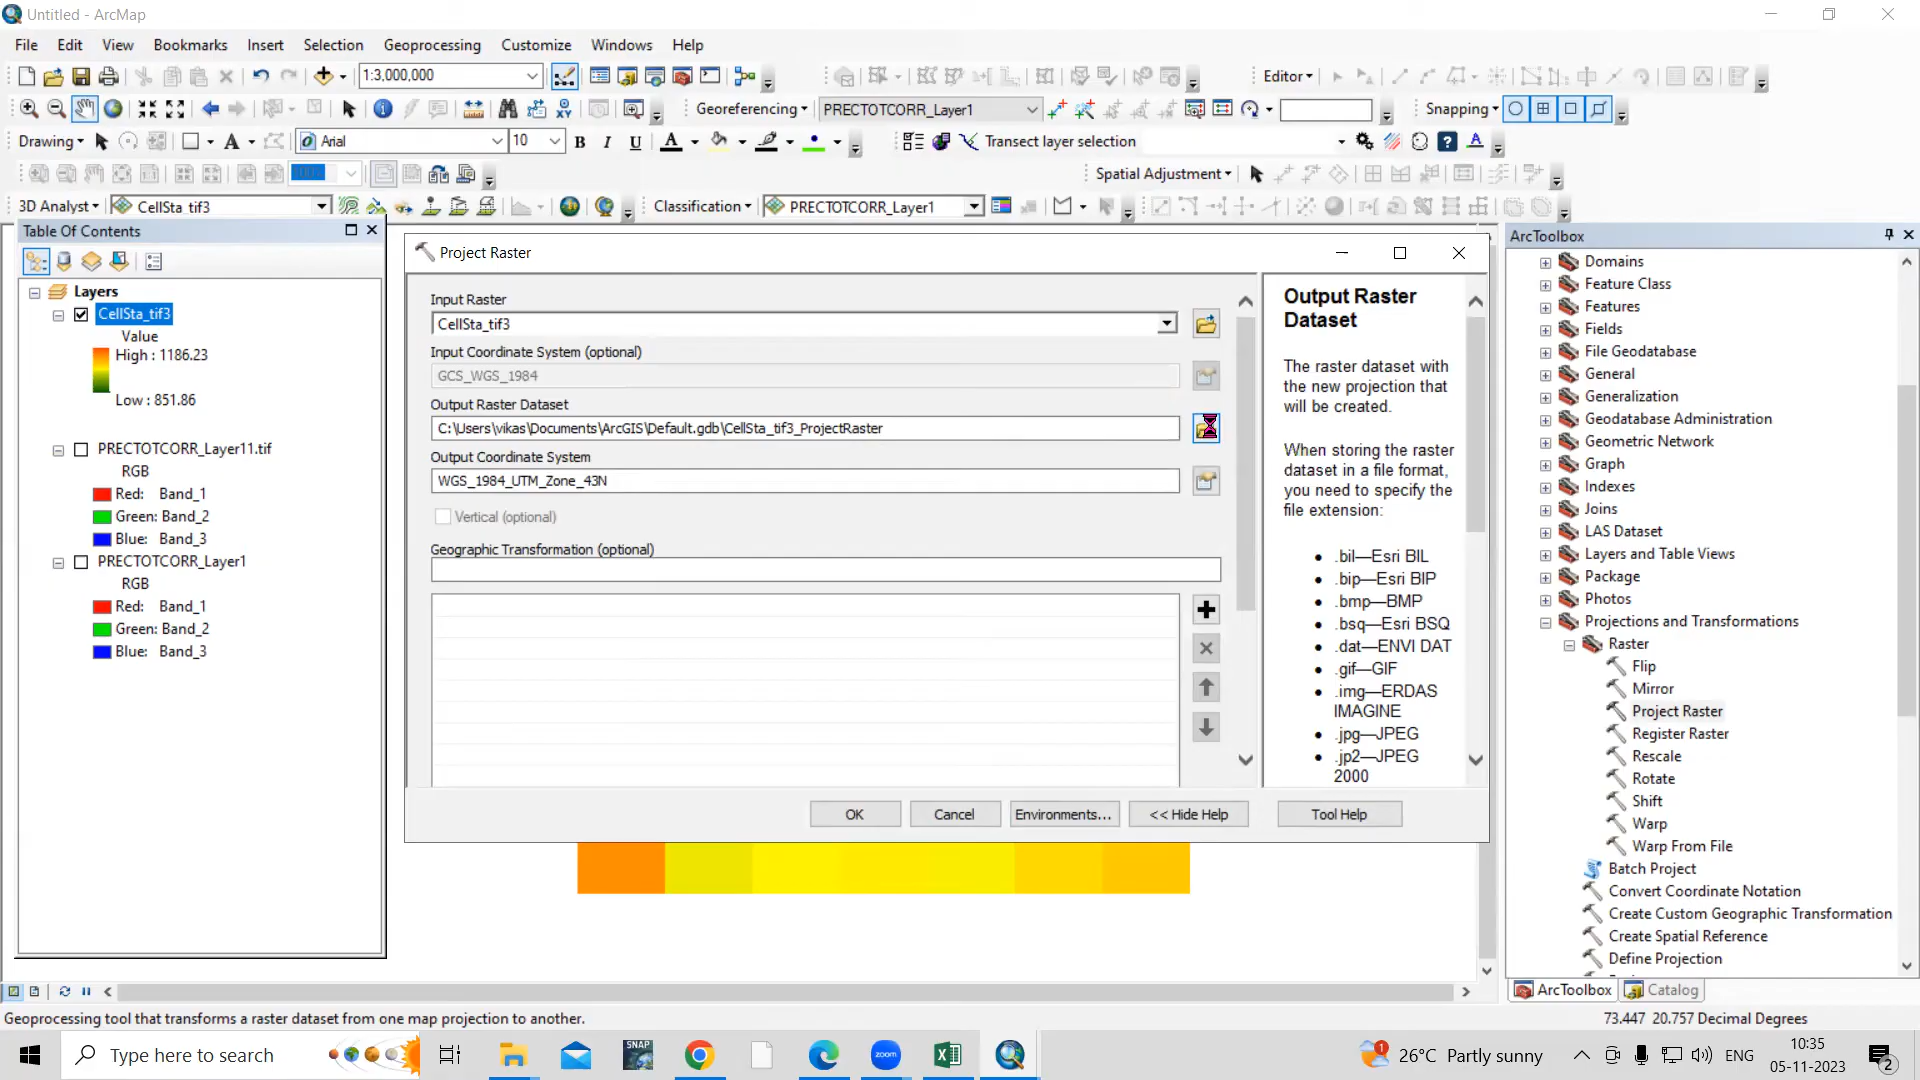 Untitled - ArcMap
File Edit View Bookmarks Insert Selection Geoprocessing Customize Windows Help
1:3,000,000
Editor
Georeferencing PRECTOTCORR_Layer1 Snapping
Drawing Arial 10 B I U A Transect layer selection
Spatial Adjustment
3D Analyst CellSta_tif3 Classification PRECTOTCORR_Layer1
Table Of Contents
Layers
CellSta_tif3
Value
High : 1186.23
Low : 851.86
PRECTOTCORR_Layer11.tif
RGB
Red: Band_1
Green: Band_2
Blue: Band_3
PRECTOTCORR_Layer1
RGB
Red: Band_1
Green: Band_2
Blue: Band_3
Project Raster
Input Raster
CellSta_tif3
Input Coordinate System (optional)
GCS_WGS_1984
Output Raster Dataset
C:\Users\vikas\Documents\ArcGIS\Default.gdb\CellSta_tif3_ProjectRaster
Output Coordinate System
WGS_1984_UTM_Zone_43N
Vertical (optional)
Geographic Transformation (optional)
OK Cancel Environments... << Hide Help Tool Help
Output Raster
Dataset
The raster dataset with
the new projection that
will be created.
When storing the raster
dataset in a file format,
you need to specify the
file extension:
.bil—Esri BIL
.bip—Esri BIP
.bmp—BMP
.bsq—Esri BSQ
.dat—ENVI DAT
.gif—GIF
.img—ERDAS
IMAGINE
.jpg—JPEG
.jp2—JPEG
2000
ArcToolbox
Domains
Feature Class
Features
Fields
File Geodatabase
General
Generalization
Geodatabase Administration
Geometric Network
Graph
Indexes
Joins
LAS Dataset
Layers and Table Views
Package
Photos
Projections and Transformations
Raster
Flip
Mirror
Project Raster
Register Raster
Rescale
Rotate
Shift
Warp
Warp From File
Batch Project
Convert Coordinate Notation
Create Custom Geographic Transformation
Create Spatial Reference
Define Projection
ArcToolbox Catalog
Geoprocessing tool that transforms a raster dataset from one map projection to another.
73.447 20.757 Decimal Degrees
Type here to search
SNAP
zoom
1
26°C Partly sunny
ENG
10:35
05-11-2023
2